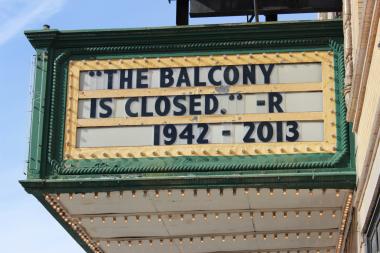 "THE BALCONY
IS CLOSED." -R
1942 - 2013